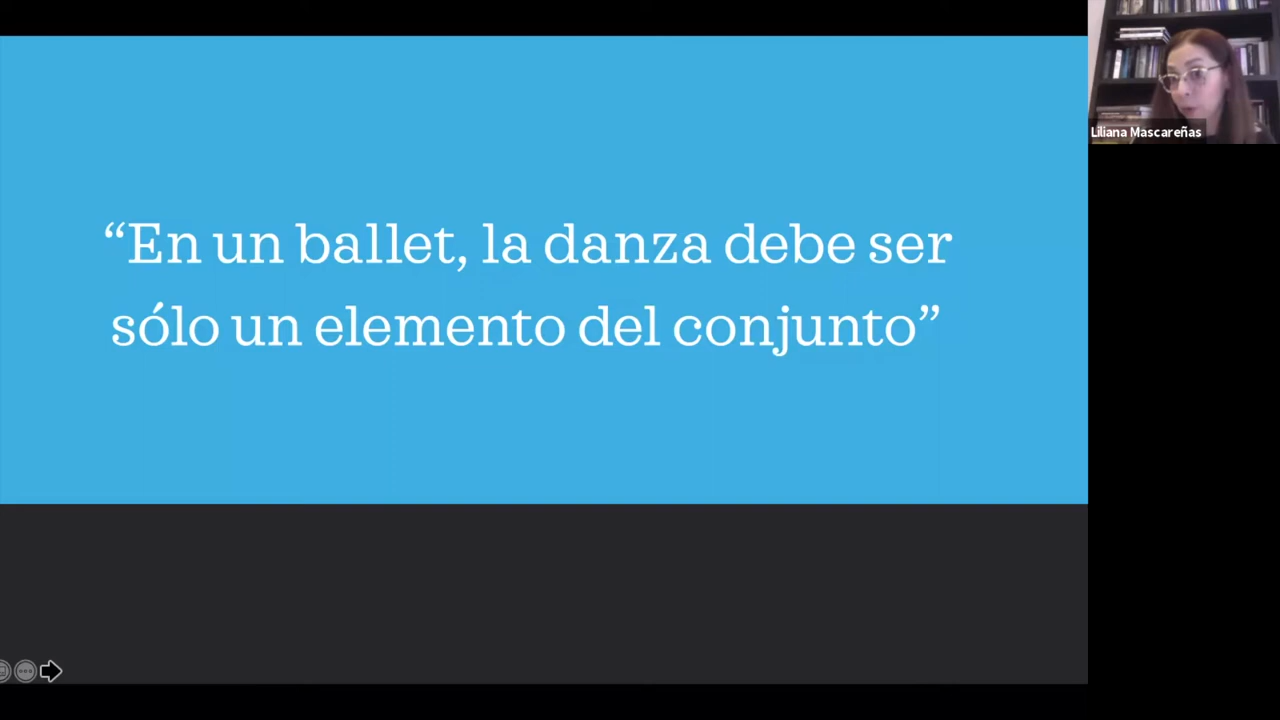 “En un ballet, la danza debe ser
sólo un elemento del conjunto”
Liliana Mascareñas